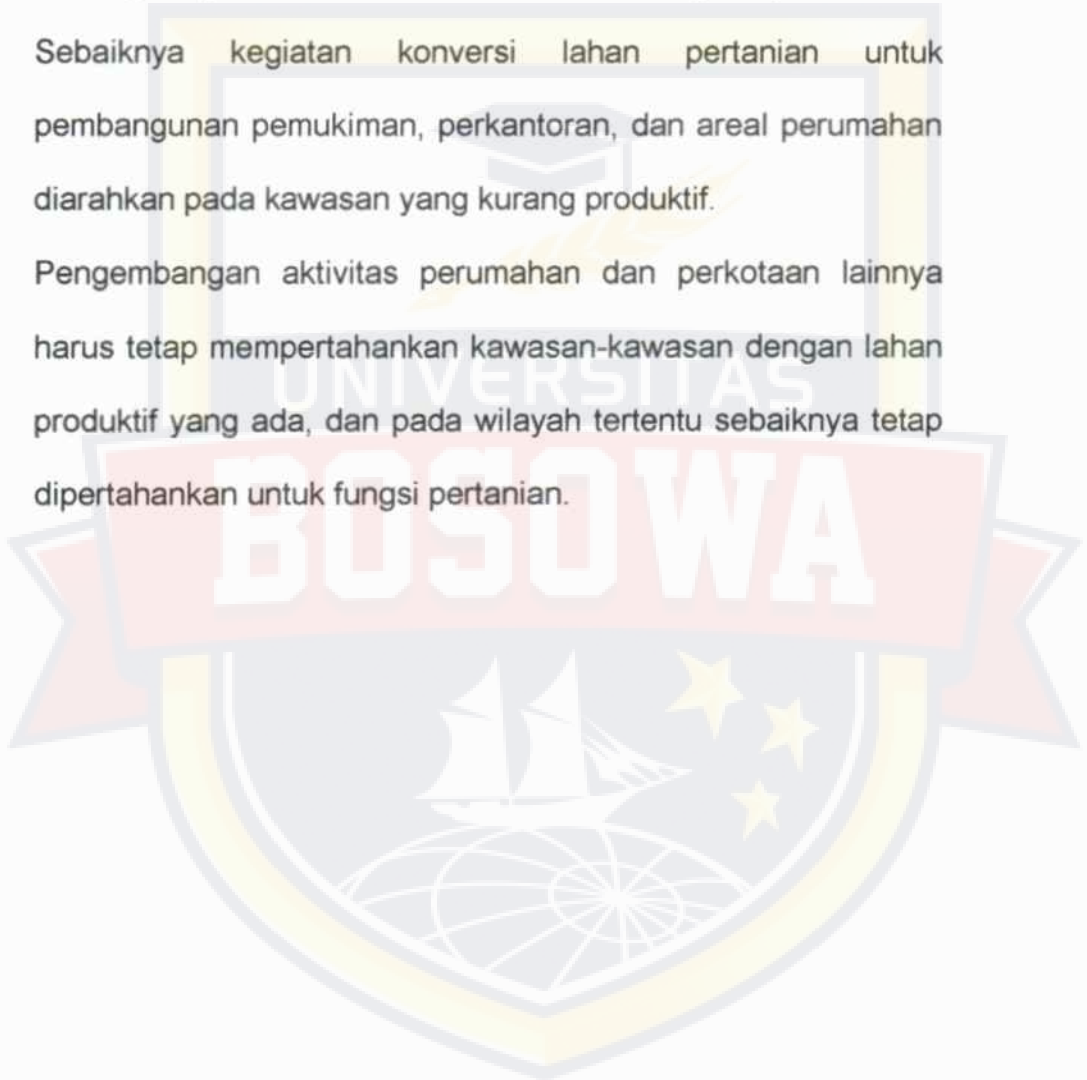 Sebaiknya kegiatan konversi lahan pertanian untuk
pembangunan pemukiman, perkantoran, dan areal perumahan
diarahkan pada kawasan yang kurang produktif.
Pengembangan aktivitas perumahan dan perkotaan lainnya
harus tetap mempertahankan kawasan-kawasan dengan lahan
UNIVERSITAS
produktif yang ada, dan pada wilayah tertentu sebaiknya tetap
dipertahankan untuk fungsi pertanian.
BOSOWA